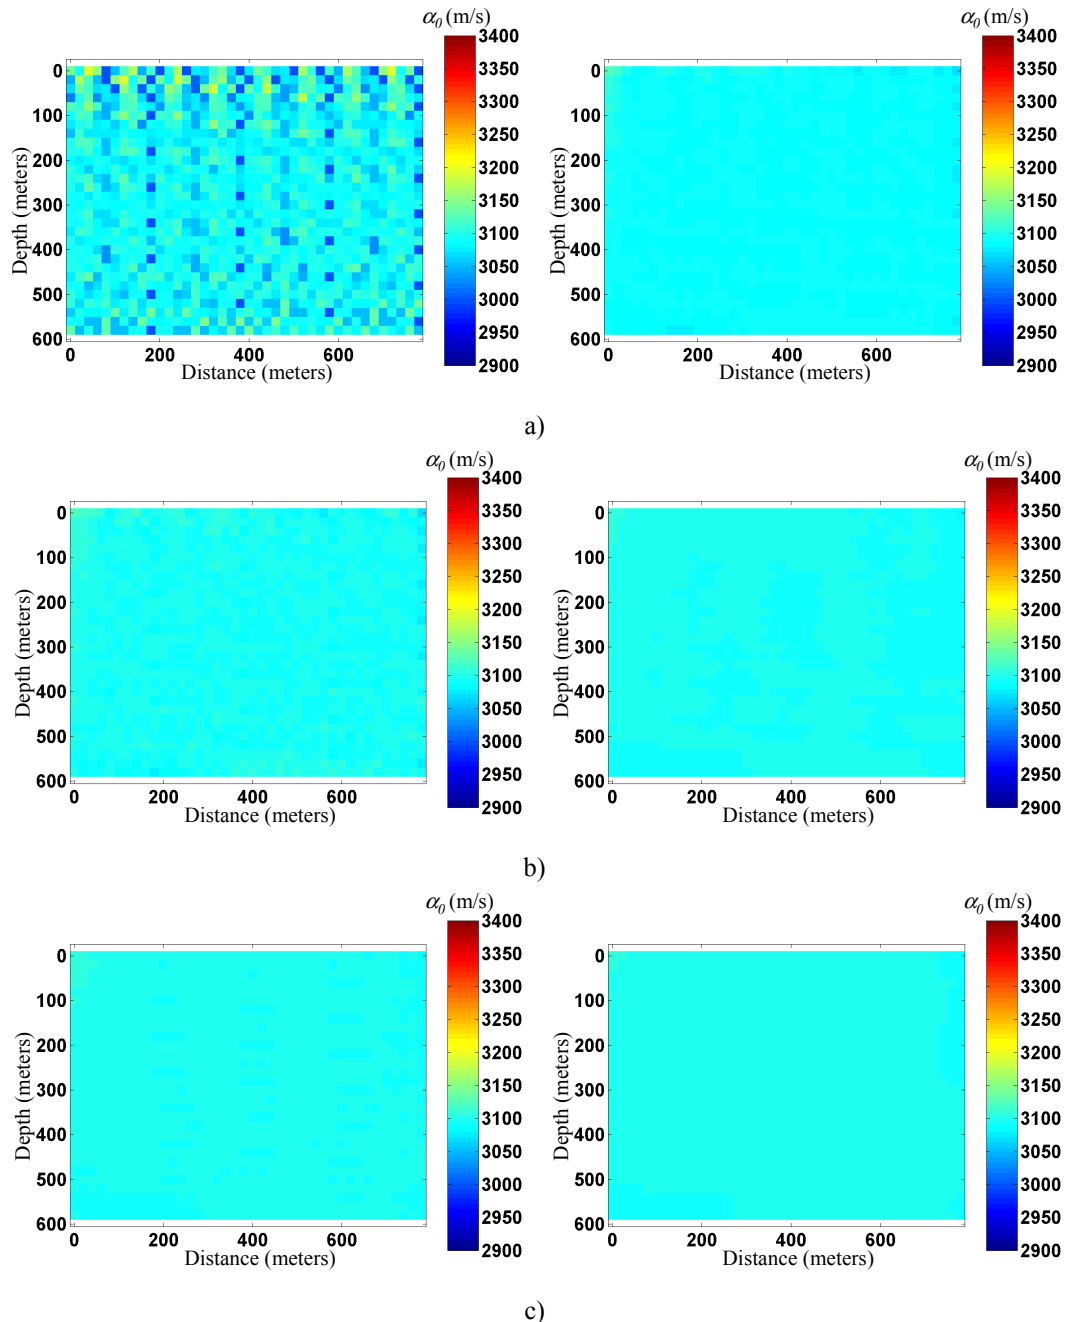 α0 (m/s) α0 (m/s)
3400 3400
0 3350 0 3350
3300 3300
100 3250 100 3250
200 3200 200 3200
Depth (meters) 3150 Depth (meters) 3150
300 3100 300 3100
400 3050 400 3050
500 3000 500 3000
2950 2950
600 600
0 200 400 600 2900 0 200 400 600 2900
Distance (meters) Distance (meters)
a)
α0 (m/s) α0 (m/s)
3400 3400
0 3350 0 3350
3300 3300
100 3250 100 3250
200 3200 200 3200
Depth (meters) 3150 Depth (meters) 3150
300 3100 300 3100
400 3050 400 3050
500 3000 500 3000
2950 2950
600 600
0 200 400 600 2900 0 200 400 600 2900
Distance (meters) Distance (meters)
b)
α0 (m/s) α0 (m/s)
3400 3400
0 3350 0 3350
3300 3300
100 3250 100 3250
200 3200 200 3200
Depth (meters) 3150 Depth (meters) 3150
300 3100 300 3100
400 3050 400 3050
500 3000 500 3000
2950 2950
600 600
0 200 400 600 2900 0 200 400 600 2900
Distance (meters) Distance (meters)
c)